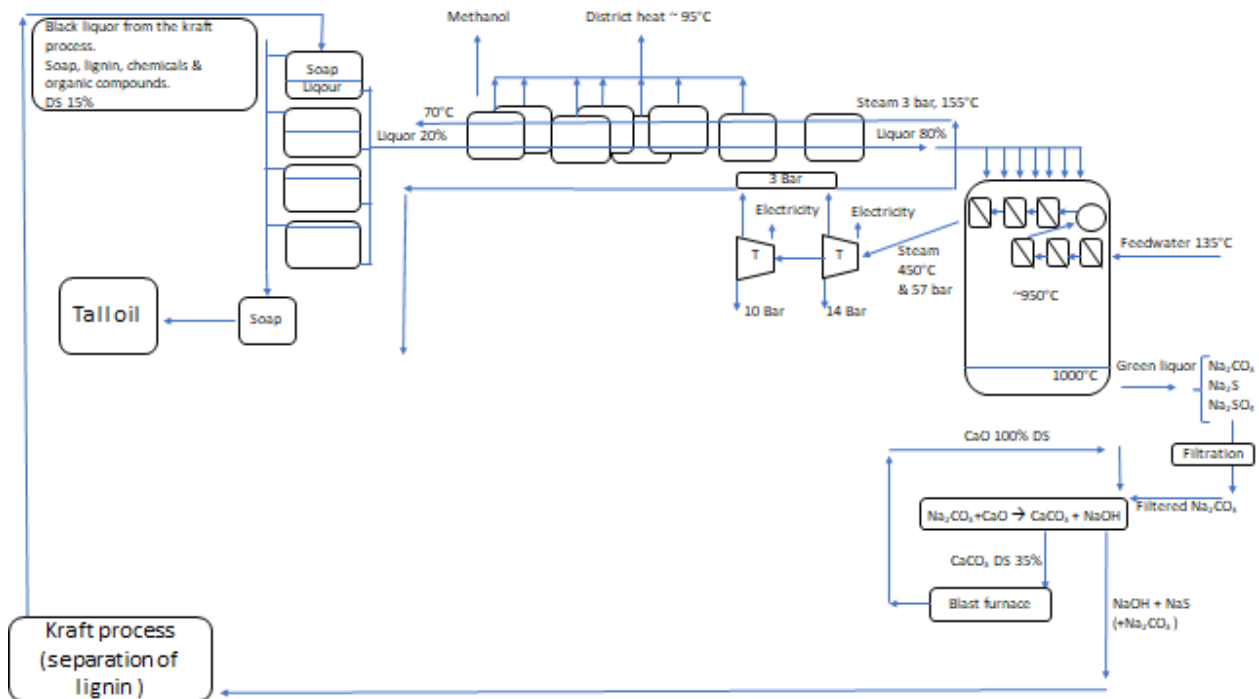 Black liquor from the kraft
process.
Soap, lignin, chemicals &
organic compounds.
DS 15%
Soap
Liqour
Methanol
District heat ~ 95°C
70°C
Liquor 20%
Steam 3 bar, 155°C
Liquor 80%
3 Bar
Electricity
Electricity
T
T
Steam
450°C
& 57 bar
10 Bar
14 Bar
Feedwater 135°C
~950°C
1000°C
Tall oil
Soap
Green liquor
Na₂CO₃
Na₂S
Na₂SO₄
CaO 100% DS
Filtration
Filtered Na₂CO₃
Na₂CO₃+CaO → CaCO₃ + NaOH
CaCO₃ DS 35%
Blast furnace
NaOH + NaS
(+Na₂CO₃ )
Kraft process
(separation of
lignin )